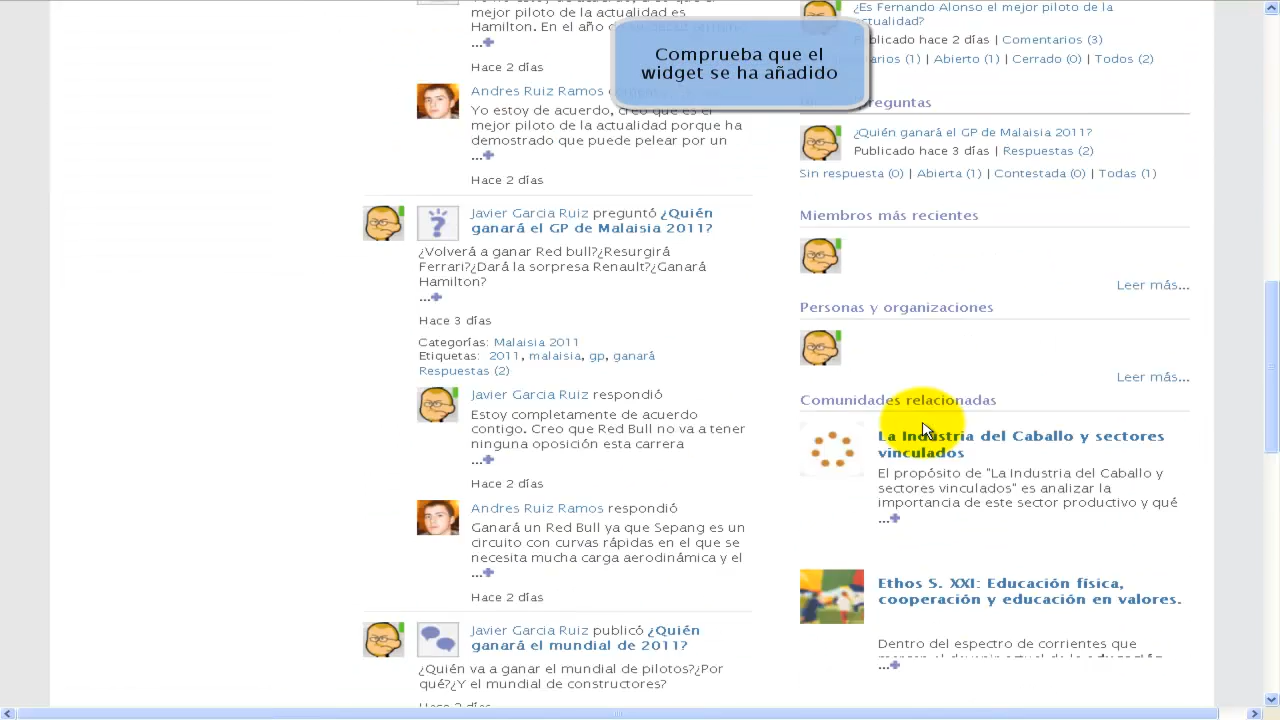 mejor piloto de la actualidad es
Hamilton. En el año
...
Hace 2 días
Andres Ruiz Ramos
Yo estoy de acuerdo, creo que es el
mejor piloto de la actualidad porque ha
demostrado que puede pelear por un
...
Hace 2 días
Javier Garcia Ruiz preguntó ¿Quién
ganará el GP de Malaisia 2011?
¿Volverá a ganar Red bull?¿Resurgirá
Ferrari?¿Dará la sorpresa Renault?¿Ganará
Hamilton?
...
Hace 3 días
Categorías: Malaisia 2011
Etiquetas: 2011, malaisia, gp, ganará
Respuestas (2)
Javier Garcia Ruiz respondió
Estoy completamente de acuerdo
contigo. Creo que Red Bull no va a tener
ninguna oposición esta carrera
...
Hace 2 días
Andres Ruiz Ramos respondió
Ganará un Red Bull ya que Sepang es un
circuito con curvas rápidas en el que se
necesita mucha carga aerodinámica y el
...
Hace 2 días
Javier Garcia Ruiz publicó ¿Quién
ganará el mundial de 2011?
¿Quién va a ganar el mundial de pilotos?¿Por
qué?¿Y el mundial de constructores?
Comprueba que el
widget se ha añadido
¿Es Fernando Alonso el mejor piloto de la
actualidad?
Publicado hace 2 días | Comentarios (3)
(1) | Abierto (1) | Cerrado (0) | Todos (2)
preguntas
¿Quién ganará el GP de Malaisia 2011?
Publicado hace 3 días | Respuestas (2)
Sin respuesta (0) | Abierta (1) | Contestada (0) | Todas (1)
Miembros más recientes
Leer más...
Personas y organizaciones
Leer más...
Comunidades relacionadas
La Industria del Caballo y sectores
vinculados
El propósito de "La Industria del Caballo y
sectores vinculados" es analizar la
importancia de este sector productivo y qué
...
Ethos S. XXI: Educación física,
cooperación y educación en valores.
Dentro del espectro de corrientes que
...